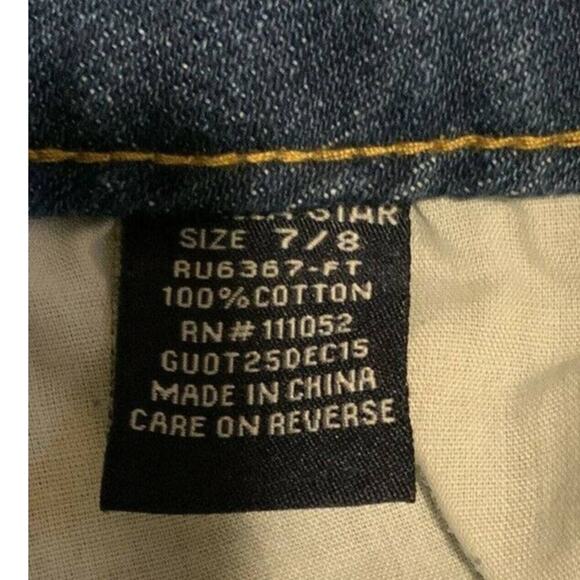 STAR
SIZE 7/8
RU6367-FT
100% COTTON
RN# 111052
GUOT25DEC15
MADE IN CHINA
CARE ON REVERSE